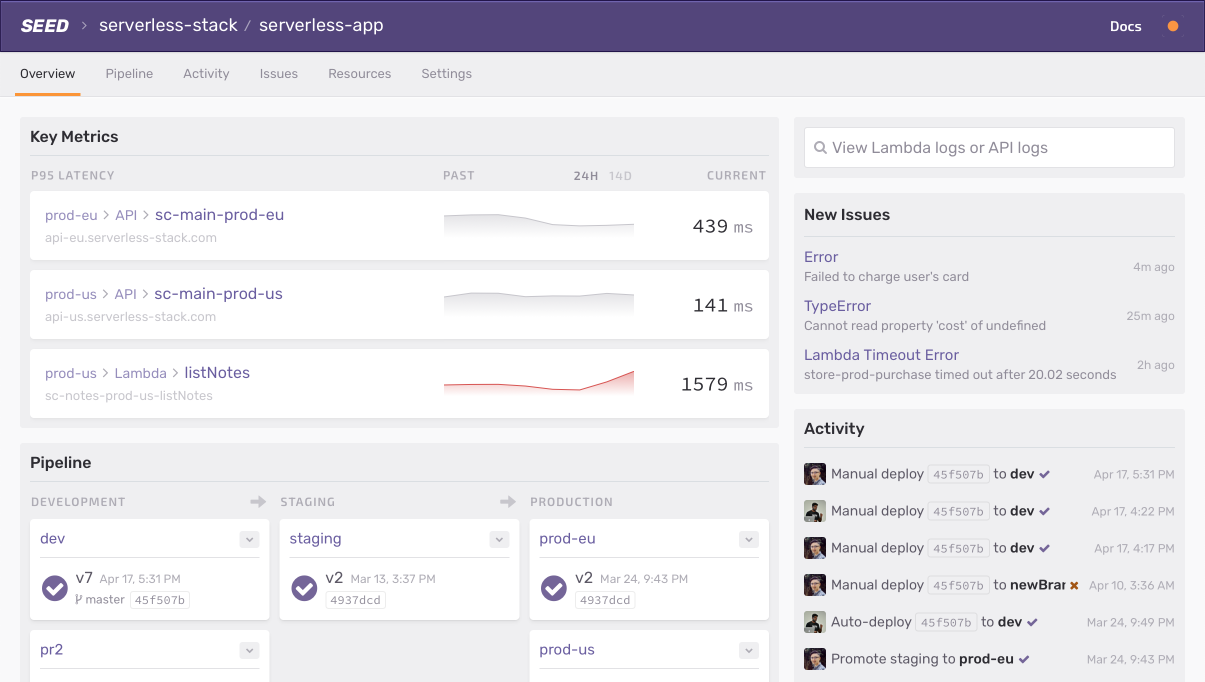 SEED > serverless-stack / serverless-app
Docs
Overview Pipeline Activity Issues Resources Settings
Key Metrics
P95 LATENCY PAST 24H 14D CURRENT
prod-eu > API > sc-main-prod-eu
api-eu.serverless-stack.com
439 ms
prod-us > API > sc-main-prod-us
api-us.serverless-stack.com
141 ms
prod-us > Lambda > listNotes
sc-notes-prod-us-listNotes
1579 ms
Pipeline
DEVELOPMENT STAGING PRODUCTION
dev
v7 Apr 17, 5:31 PM
master 45f507b
pr2
staging
v2 Mar 13, 3:37 PM
4937dcd
prod-eu
v2 Mar 24, 9:43 PM
4937dcd
prod-us
View Lambda logs or API logs
New Issues
Error
Failed to charge user's card
4m ago
TypeError
Cannot read property 'cost' of undefined
25m ago
Lambda Timeout Error
store-prod-purchase timed out after 20.02 seconds
2h ago
Activity
Manual deploy 45f507b to dev Apr 17, 5:31 PM
Manual deploy 45f507b to dev Apr 17, 4:22 PM
Manual deploy 45f507b to dev Apr 17, 4:17 PM
Manual deploy 45f507b to newBrar Apr 10, 3:36 AM
Auto-deploy 45f507b to dev Mar 24, 9:49 PM
Promote staging to prod-eu Mar 24, 9:43 PM